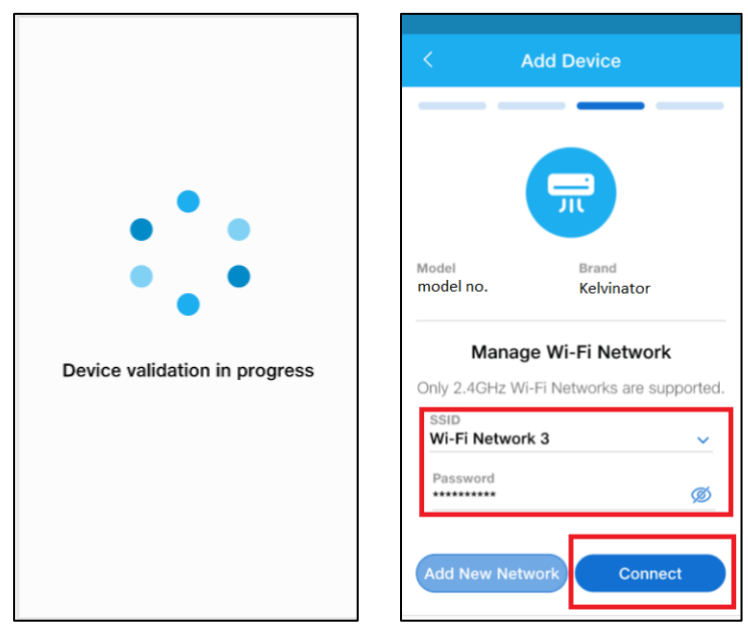 Device validation in progress
Add Device
Model Brand
model no. Kelvinator
Manage Wi-Fi Network
Only 2.4GHz Wi-Fi Networks are supported.
SSID
Wi-Fi Network 3
Password
**********
Add New Network Connect